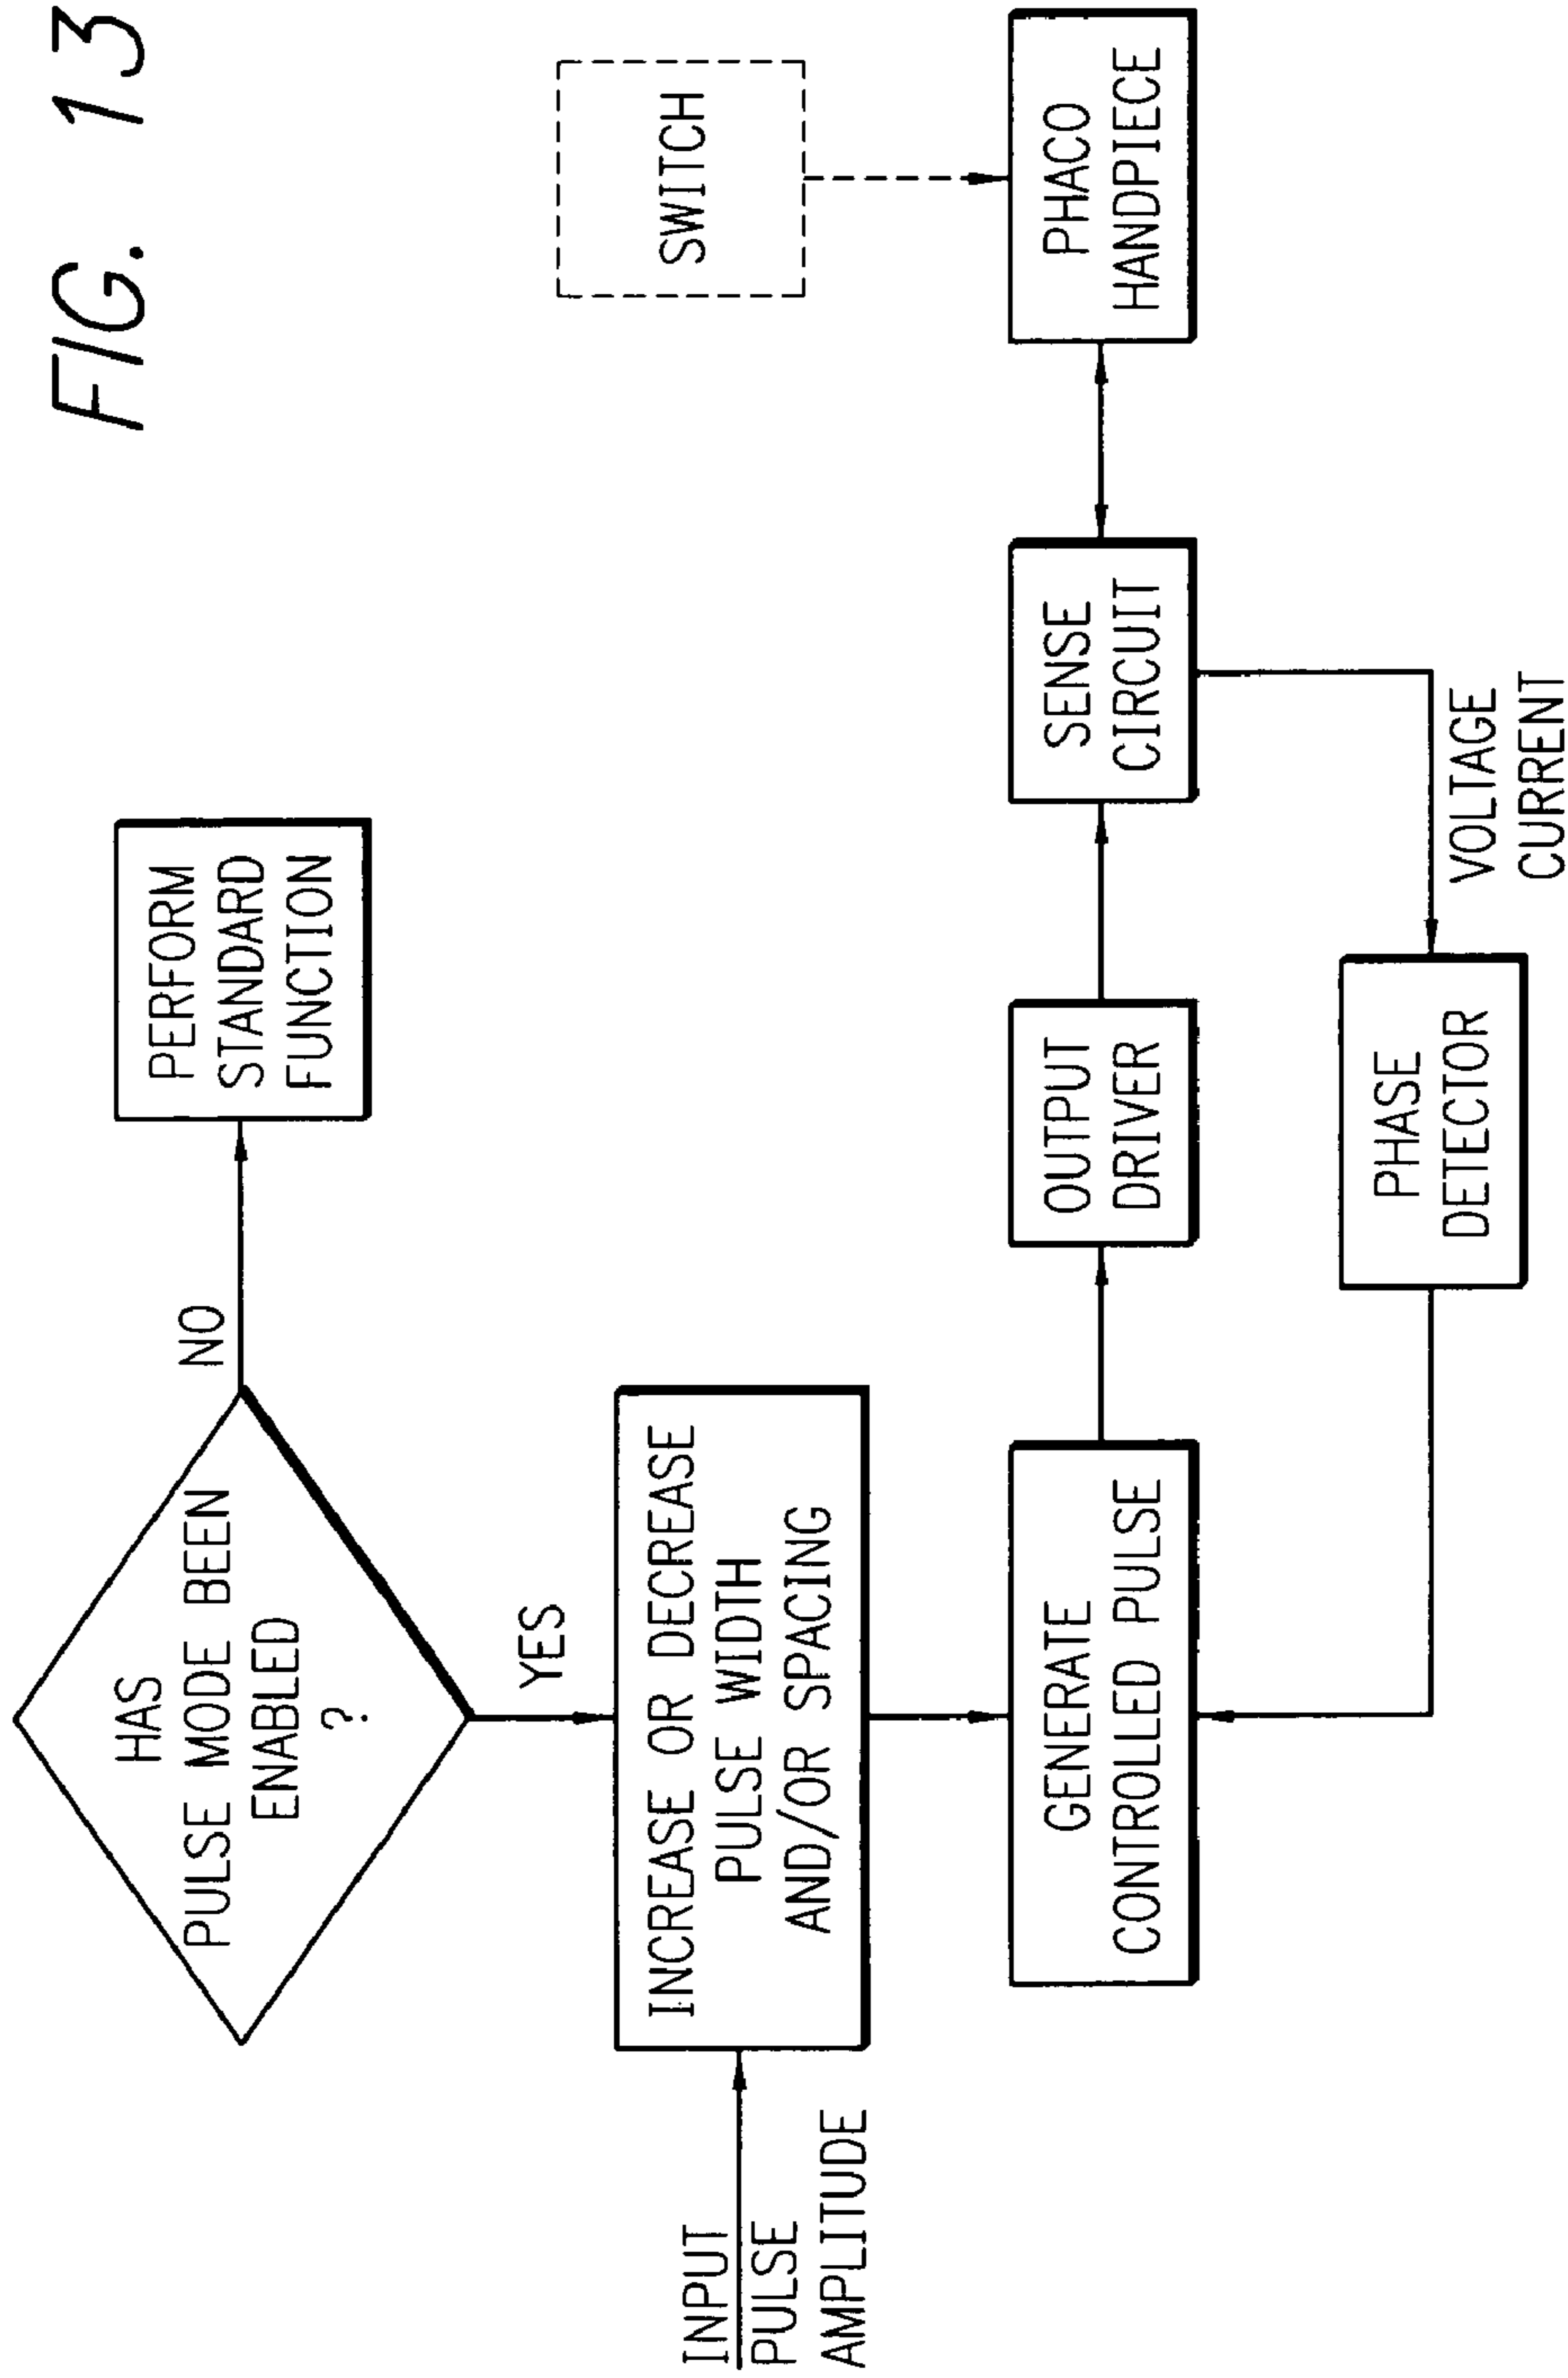 FIG. 13
HAS
PULSE MODE BEEN
ENABLED
?
NO
PERFORM
STANDARD
FUNCTION
YES
INPUT
PULSE
AMPLITUDE
INCREASE OR DECREASE
PULSE WIDTH
AND/OR SPACING
SWITCH
GENERATE
CONTROLLED PULSE
OUTPUT
DRIVER
SENSE
CIRCUIT
PHACO
HANDPIECE
PHASE
DETECTOR
VOLTAGE
CURRENT